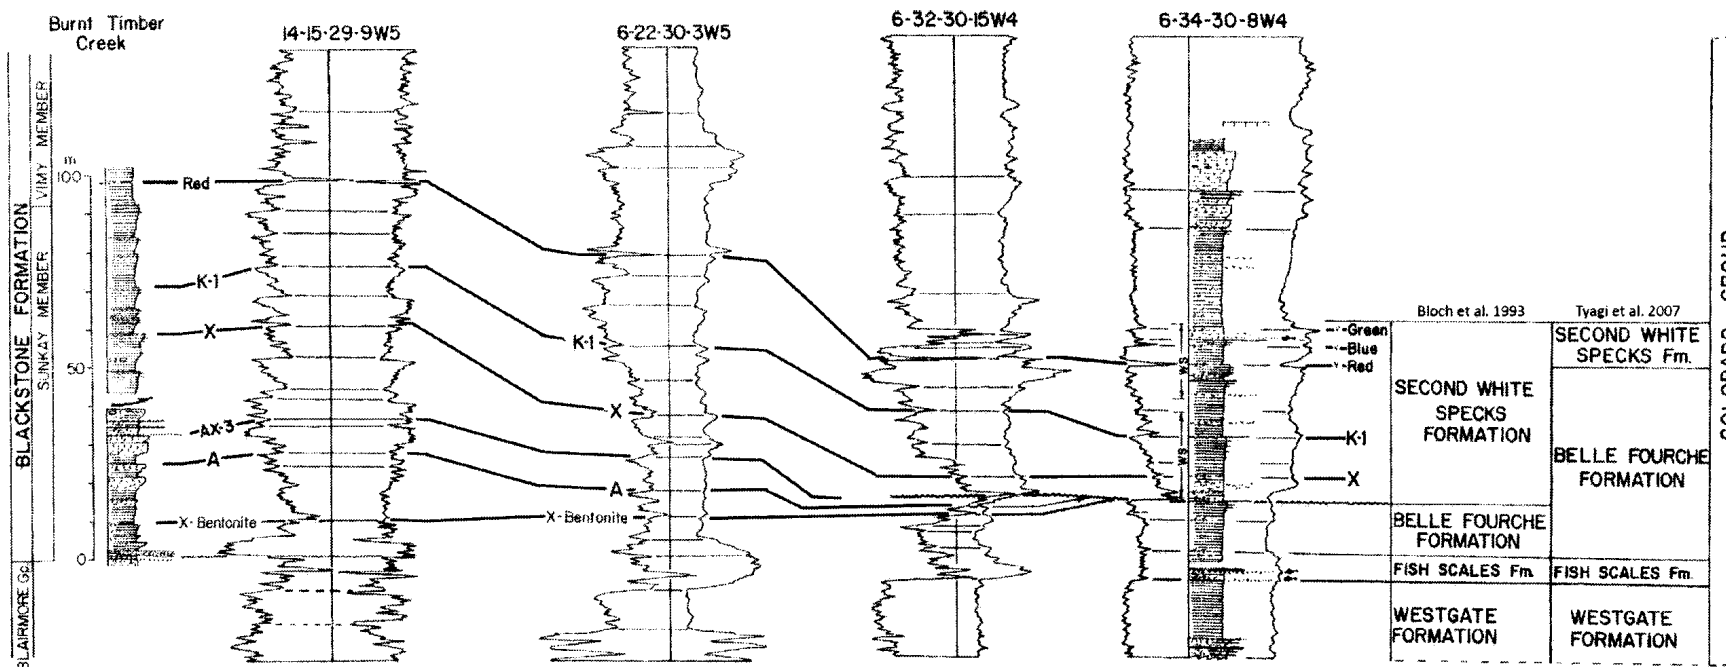 Burnt Timber
Creek
14-15-29-9W5
6-22-30-3W5
6-32-30-15W4
6-34-30-8W4
BLACKSTONE FORMATION
SUNKAY MEMBER
VIMY MEMBER
BLAIRMORE Gp.
m
100
50
0
Red
K-1
X
AX-3
A
X-Bentonite
K-1
X
A
X-Bentonite
WS
WS
Green
Blue
Red
K-1
X
Bloch et al. 1993
Tyagi et al. 2007
SECOND WHITE
SPECKS
FORMATION
BELLE FOURCHE
FORMATION
FISH SCALES Fm.
WESTGATE
FORMATION
SECOND WHITE
SPECKS Fm.
BELLE FOURCHE
FORMATION
FISH SCALES Fm.
WESTGATE
FORMATION